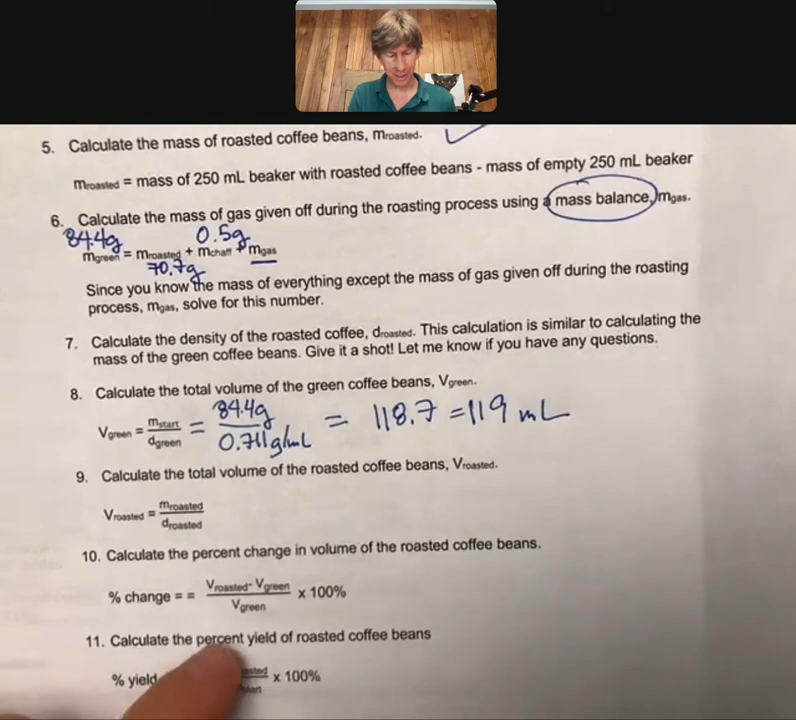 5. Calculate the mass of roasted coffee beans, mroasted.
mroasted = mass of 250 mL beaker with roasted coffee beans - mass of empty 250 mL beaker
6. Calculate the mass of gas given off during the roasting process using a mass balance, mgas.
84.4g 0.5g
mgreen = mroasted + mchaff + mgas
70.7g
Since you know the mass of everything except the mass of gas given off during the roasting
process, mgas, solve for this number.
7. Calculate the density of the roasted coffee, droasted. This calculation is similar to calculating the
mass of the green coffee beans. Give it a shot! Let me know if you have any questions.
8. Calculate the total volume of the green coffee beans, Vgreen.
Vgreen = mstart / dgreen = 84.4g / 0.711g/mL = 118.7 = 119 mL
9. Calculate the total volume of the roasted coffee beans, Vroasted.
Vroasted = mroasted / droasted
10. Calculate the percent change in volume of the roasted coffee beans.
% change = = Vroasted- Vgreen / Vgreen x 100%
11. Calculate the percent yield of roasted coffee beans
% yield x 100%